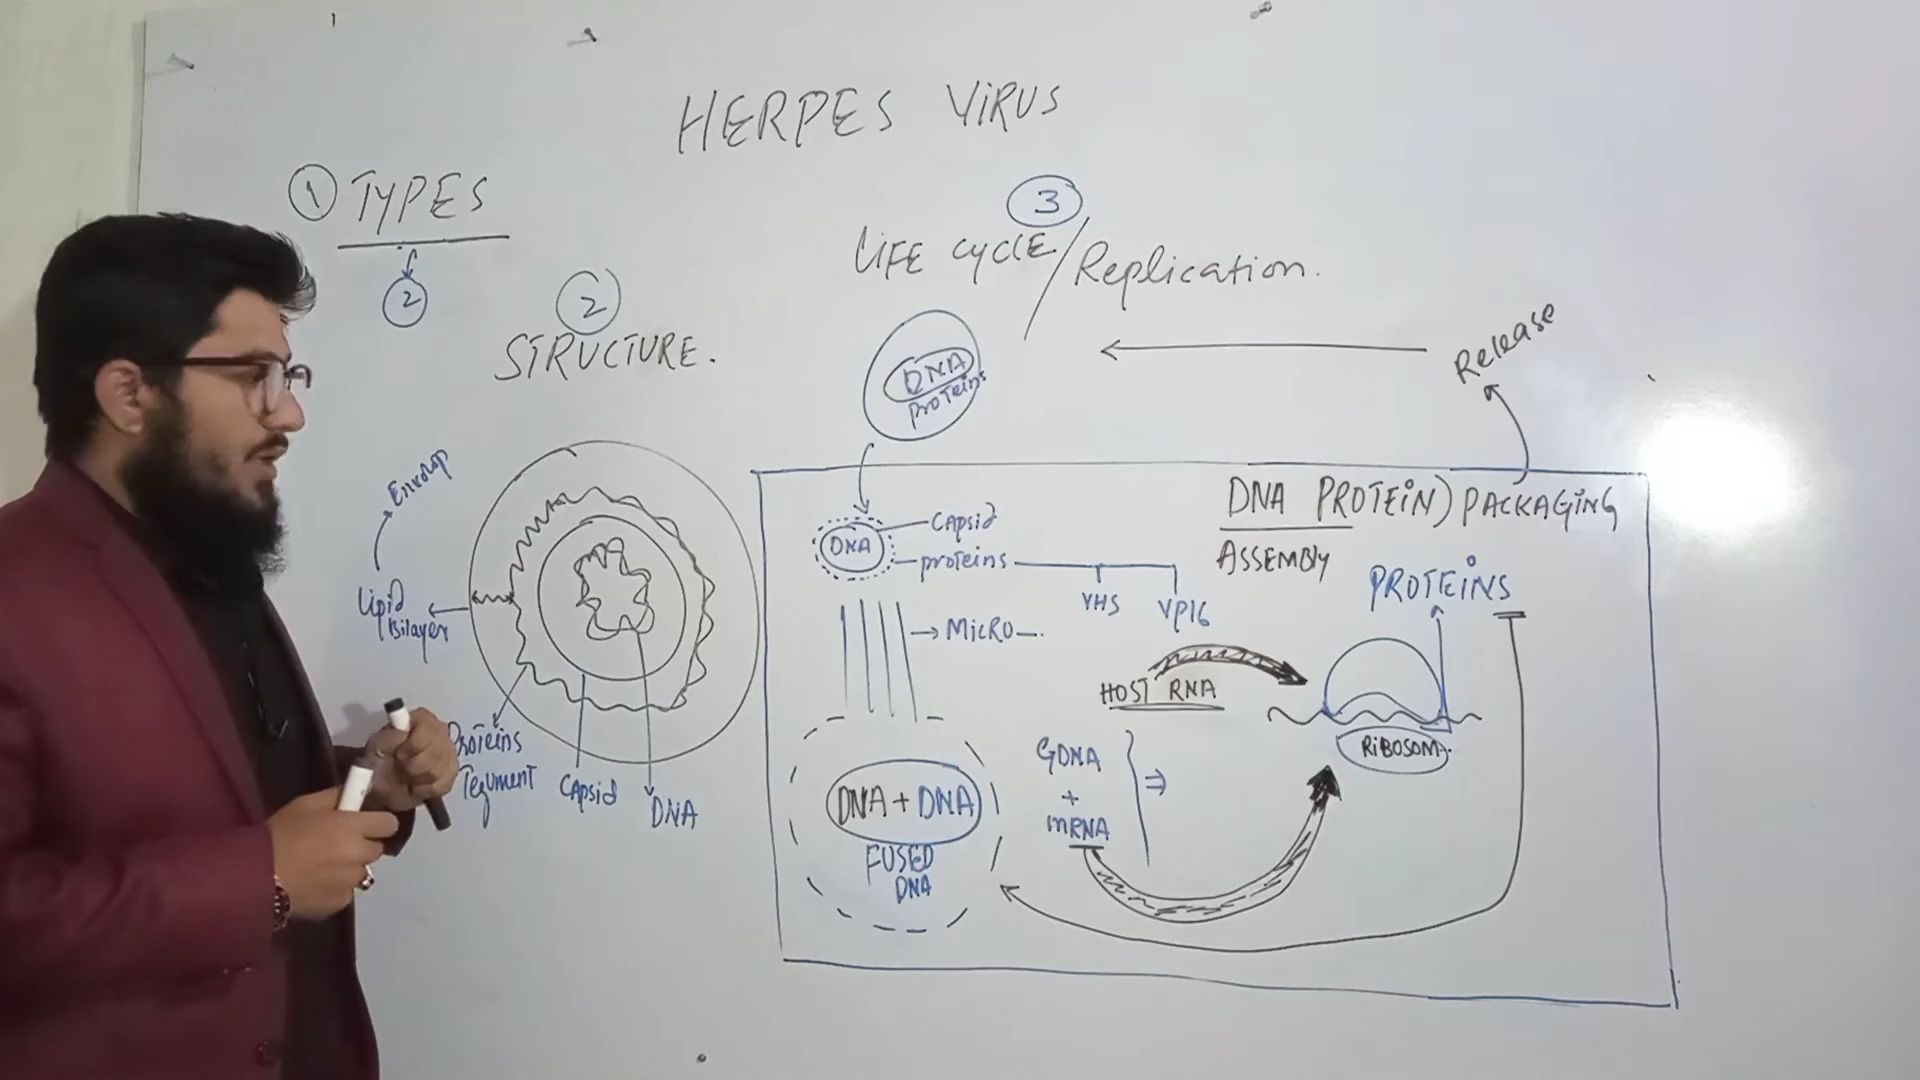 HERPES VIRUS
1 TYPES
2
2
STRUCTURE.
Lipid
Bilayer
Proteins
Tegument
Capsid
DNA
3
LIFE CYCLE/Replication.
DNA
Proteins
Release
DNA
Capsid
proteins
VHS
VP16
MICRO
DNA + DNA
FUSED
DNA
GDNA
+
mRNA
HOST RNA
DNA PROTEIN) PACKAGING
ASSEMBLY
PROTEINS
RIBOSOM